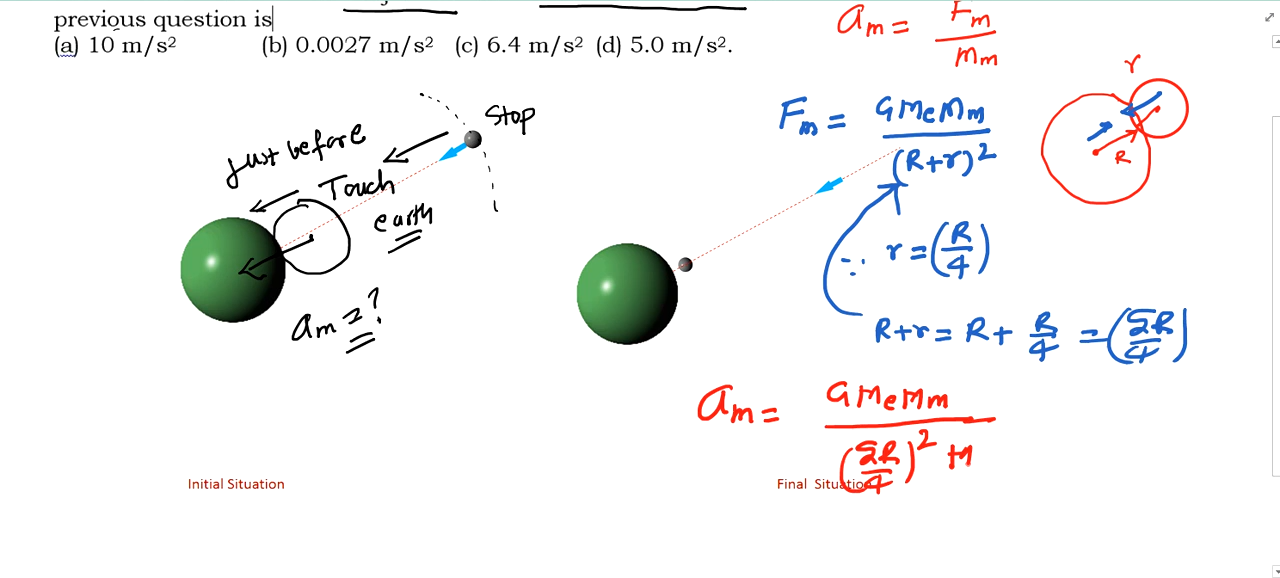 previous question is
(a) 10 m/s² (b) 0.0027 m/s² (c) 6.4 m/s² (d) 5.0 m/s².
Just before
Touch
earth
Stop
am = ?
Initial Situation
am = Fm / mm
Fm = GMeMm / (R+r)²
∵ r = (R/4)
R+r = R + R/4 = (5R/4)
am = GMeMm / (5R/4)² M
r
R
Final Situation